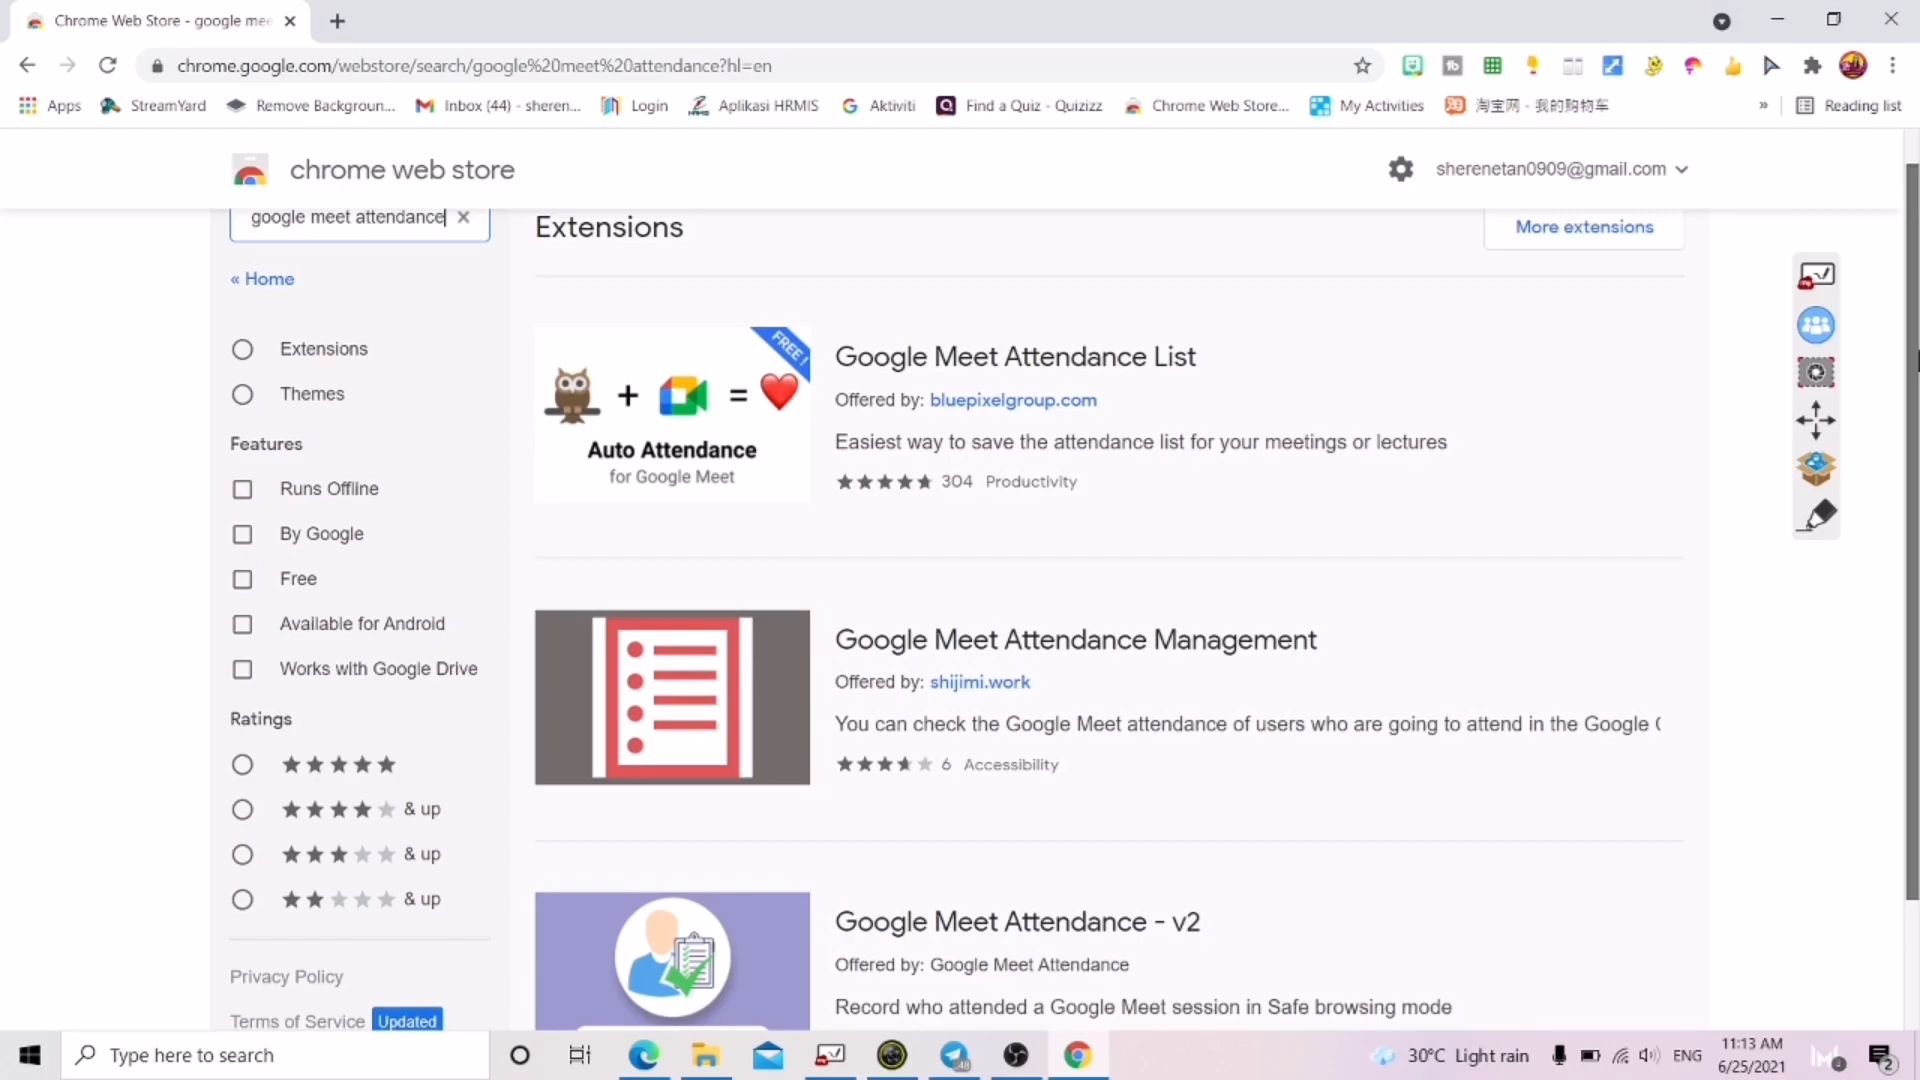 Chrome Web Store - google mee
chrome.google.com/webstore/search/google%20meet%20attendance?hl=en
Apps
StreamYard
Remove Backgroun...
Inbox (44) - sheren...
Login
Aplikasi HRMIS
Aktiviti
Find a Quiz - Quizizz
Chrome Web Store...
My Activities
淘宝网 - 我的购物车
»
Reading list
chrome web store
sherenetan0909@gmail.com
google meet attendance
« Home
Extensions
Themes
Features
Runs Offline
By Google
Free
Available for Android
Works with Google Drive
Ratings
& up
& up
& up
Privacy Policy
Terms of Service Updated
Extensions
More extensions
FREE !
+ =
Auto Attendance
for Google Meet
Google Meet Attendance List
Offered by: bluepixelgroup.com
Easiest way to save the attendance list for your meetings or lectures
304 Productivity
Google Meet Attendance Management
Offered by: shijimi.work
You can check the Google Meet attendance of users who are going to attend in the Google
6 Accessibility
Google Meet Attendance - v2
Offered by: Google Meet Attendance
Record who attended a Google Meet session in Safe browsing mode
Type here to search
30°C Light rain
ENG
11:13 AM
6/25/2021
2